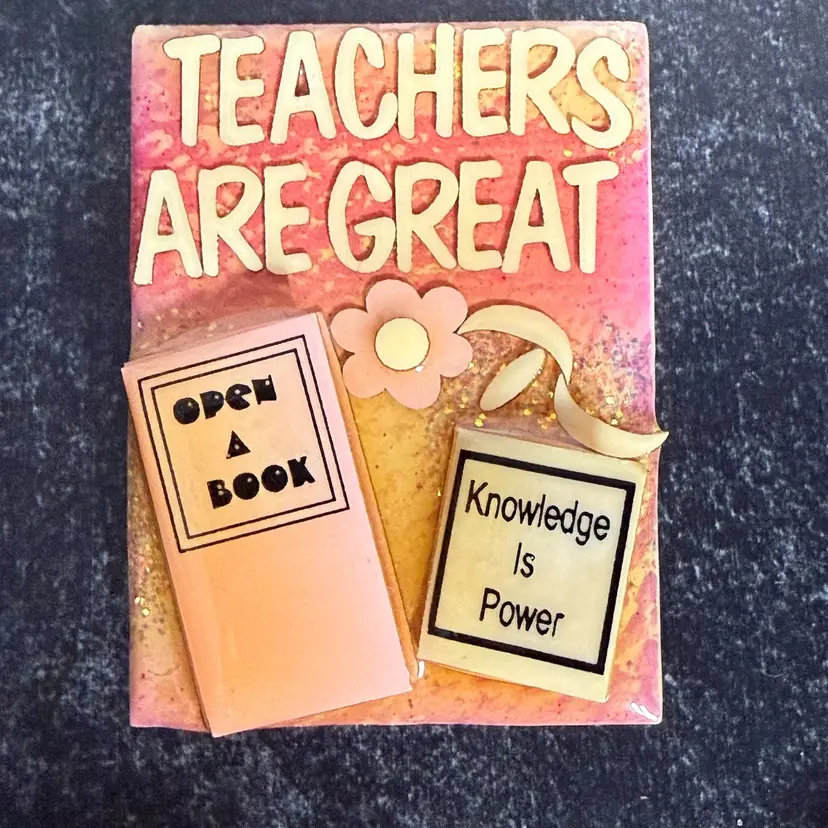 TEACHERS
ARE GREAT
OPEN
A
BOOK
Knowledge
Is
Power